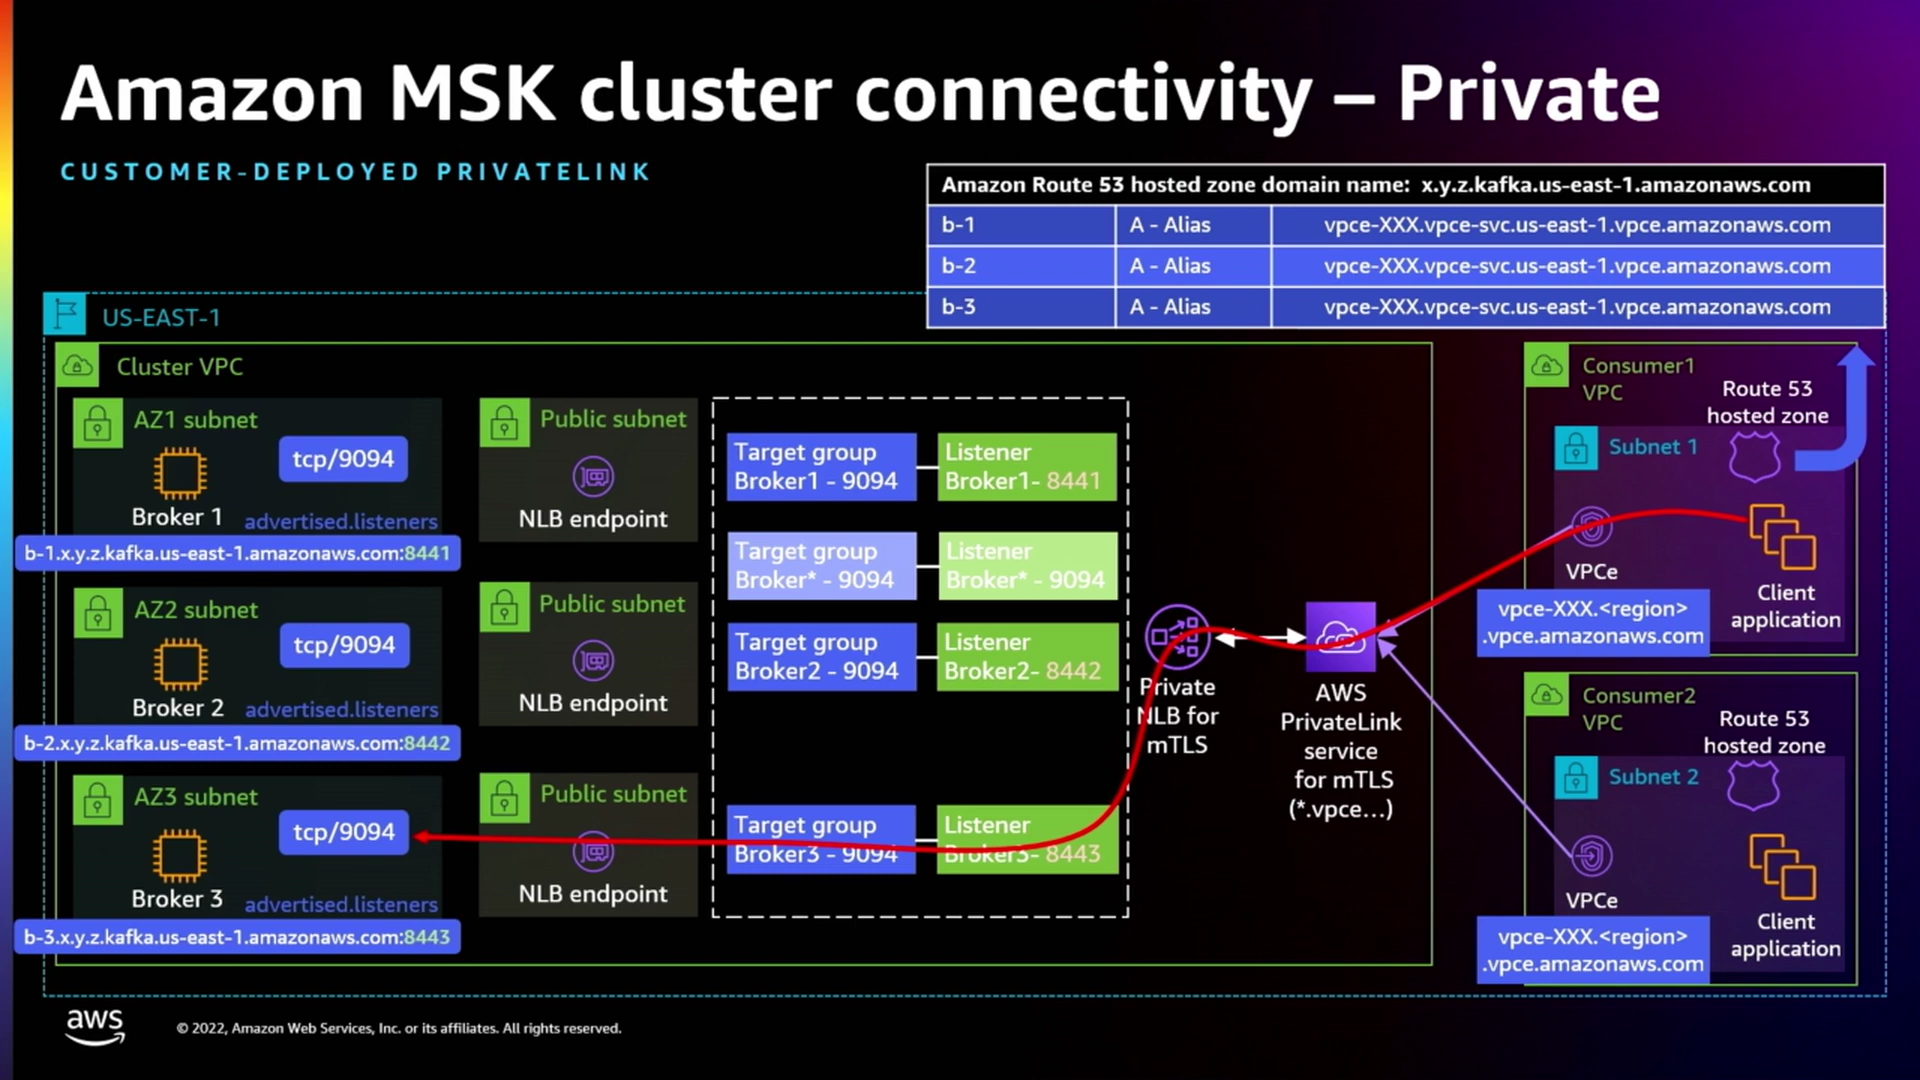 Amazon MSK cluster connectivity – Private
CUSTOMER-DEPLOYED PRIVATELINK
Amazon Route 53 hosted zone domain name: x.y.z.kafka.us-east-1.amazonaws.com
b-1 A - Alias vpce-XXX.vpce-svc.us-east-1.vpce.amazonaws.com
b-2 A - Alias vpce-XXX.vpce-svc.us-east-1.vpce.amazonaws.com
b-3 A - Alias vpce-XXX.vpce-svc.us-east-1.vpce.amazonaws.com
US-EAST-1
Cluster VPC
AZ1 subnet
tcp/9094
Broker 1
advertised.listeners
b-1.x.y.z.kafka.us-east-1.amazonaws.com:8441
AZ2 subnet
tcp/9094
Broker 2
advertised.listeners
b-2.x.y.z.kafka.us-east-1.amazonaws.com:8442
AZ3 subnet
tcp/9094
Broker 3
advertised.listeners
b-3.x.y.z.kafka.us-east-1.amazonaws.com:8443
Public subnet
NLB endpoint
Public subnet
NLB endpoint
Public subnet
NLB endpoint
Target group
Broker1 - 9094
Listener
Broker1- 8441
Target group
Broker* - 9094
Listener
Broker* - 9094
Target group
Broker2 - 9094
Listener
Broker2- 8442
Target group
Broker3 - 9094
Listener
Broker3- 8443
Private
NLB for
mTLS
AWS
PrivateLink
service
for mTLS
(*.vpce...)
Consumer1
VPC
Route 53
hosted zone
Subnet 1
VPCe
Client
application
vpce-XXX.<region>
.vpce.amazonaws.com
Consumer2
VPC
Route 53
hosted zone
Subnet 2
VPCe
Client
application
vpce-XXX.<region>
.vpce.amazonaws.com
aws
© 2022, Amazon Web Services, Inc. or its affiliates. All rights reserved.